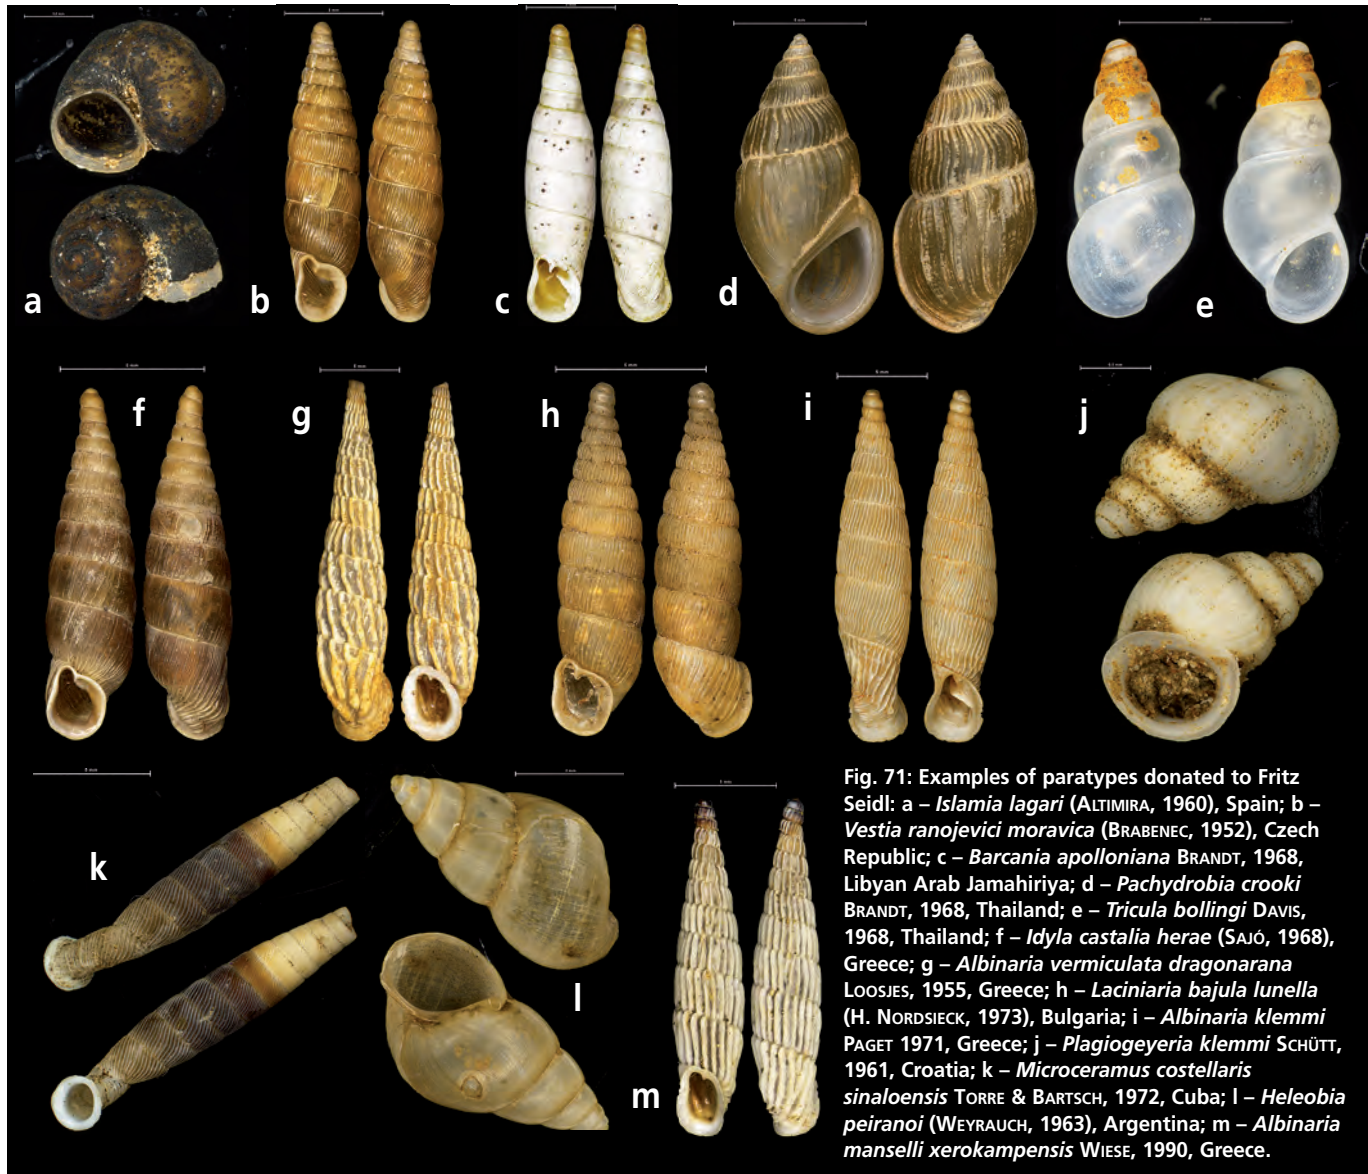 a
b
c
d
e
f
g
h
i
j
k
l
m
Fig. 71: Examples of paratypes donated to Fritz
Seidl: a – Islamia lagari (ALTIMIRA, 1960), Spain; b –
Vestia ranojevici moravica (BRABENEC, 1952), Czech
Republic; c – Barcania apolloniana BRANDT, 1968,
Libyan Arab Jamahiriya; d – Pachydrobia crooki
BRANDT, 1968, Thailand; e – Tricula bollingi DAVIS,
1968, Thailand; f – Idyla castalia herae (SAJÓ, 1968),
Greece; g – Albinaria vermiculata dragonarana
LOOSJES, 1955, Greece; h – Laciniaria bajula lunella
(H. NORDSIECK, 1973), Bulgaria; i – Albinaria klemmi
PAGET 1971, Greece; j – Plagiogeyeria klemmi SCHÜTT,
1961, Croatia; k – Microceramus costellaris
sinaloensis TORRE & BARTSCH, 1972, Cuba; l – Heleobia
peiranoi (WEYRAUCH, 1963), Argentina; m – Albinaria
manselli xerokampensis WIESE, 1990, Greece.